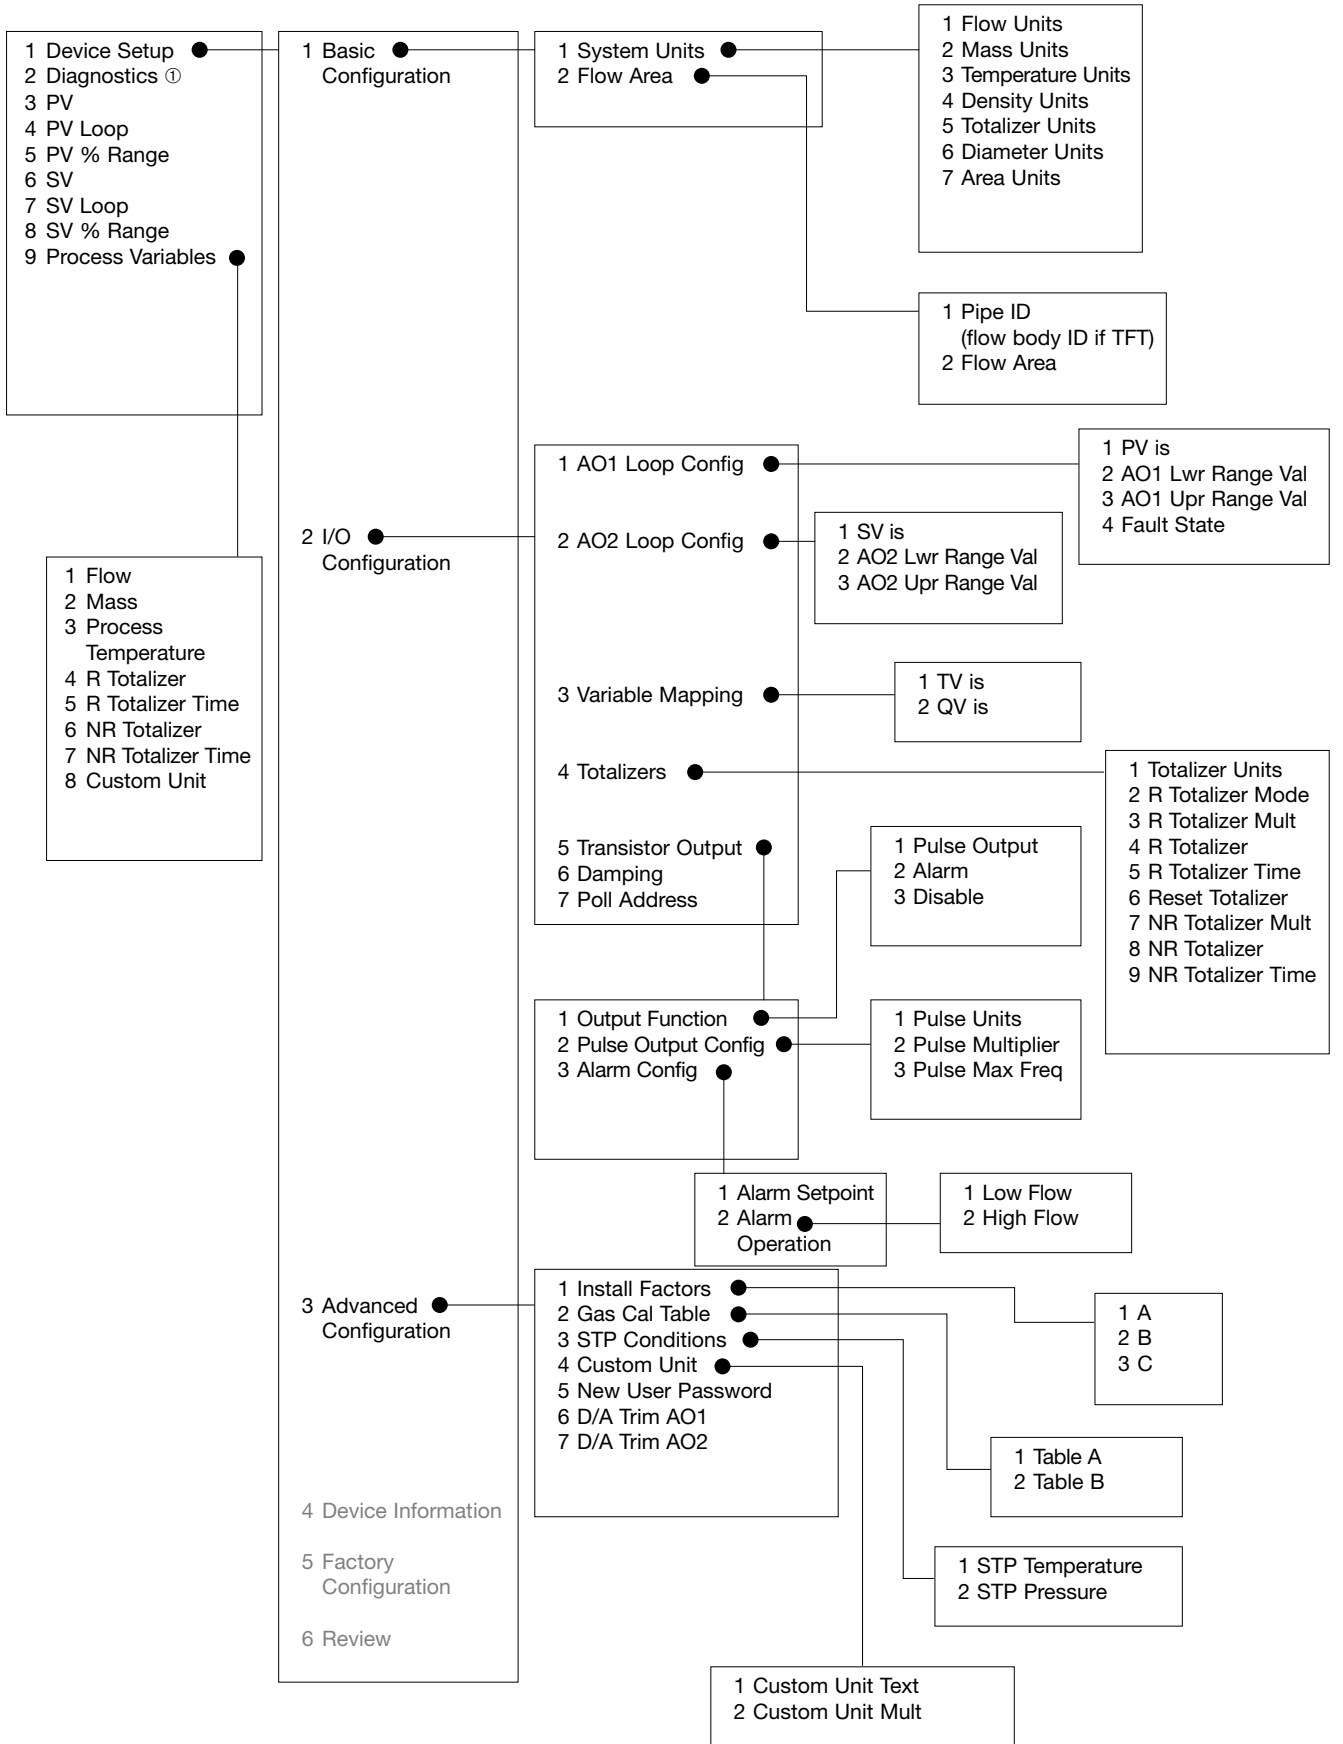 1 Device Setup
2 Diagnostics ①
3 PV
4 PV Loop
5 PV % Range
6 SV
7 SV Loop
8 SV % Range
9 Process Variables
1 Flow
2 Mass
3 Process
Temperature
4 R Totalizer
5 R Totalizer Time
6 NR Totalizer
7 NR Totalizer Time
8 Custom Unit
1 Basic
Configuration
2 I/O
Configuration
3 Advanced
Configuration
4 Device Information
5 Factory
Configuration
6 Review
1 System Units
2 Flow Area
1 Flow Units
2 Mass Units
3 Temperature Units
4 Density Units
5 Totalizer Units
6 Diameter Units
7 Area Units
1 Pipe ID
(flow body ID if TFT)
2 Flow Area
1 AO1 Loop Config
2 AO2 Loop Config
3 Variable Mapping
4 Totalizers
5 Transistor Output
6 Damping
7 Poll Address
1 PV is
2 AO1 Lwr Range Val
3 AO1 Upr Range Val
4 Fault State
1 SV is
2 AO2 Lwr Range Val
3 AO2 Upr Range Val
1 TV is
2 QV is
1 Totalizer Units
2 R Totalizer Mode
3 R Totalizer Mult
4 R Totalizer
5 R Totalizer Time
6 Reset Totalizer
7 NR Totalizer Mult
8 NR Totalizer
9 NR Totalizer Time
1 Pulse Output
2 Alarm
3 Disable
1 Output Function
2 Pulse Output Config
3 Alarm Config
1 Pulse Units
2 Pulse Multiplier
3 Pulse Max Freq
1 Alarm Setpoint
2 Alarm
Operation
1 Low Flow
2 High Flow
1 Install Factors
2 Gas Cal Table
3 STP Conditions
4 Custom Unit
5 New User Password
6 D/A Trim AO1
7 D/A Trim AO2
1 A
2 B
3 C
1 Table A
2 Table B
1 STP Temperature
2 STP Pressure
1 Custom Unit Text
2 Custom Unit Mult